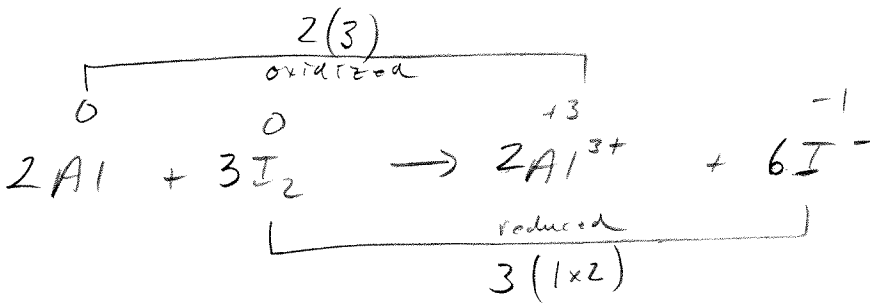 2(3)
oxidized
0 0 +3 -1
2Al + 3I₂ → 2Al³⁺ + 6I⁻
reduced
3(1×2)